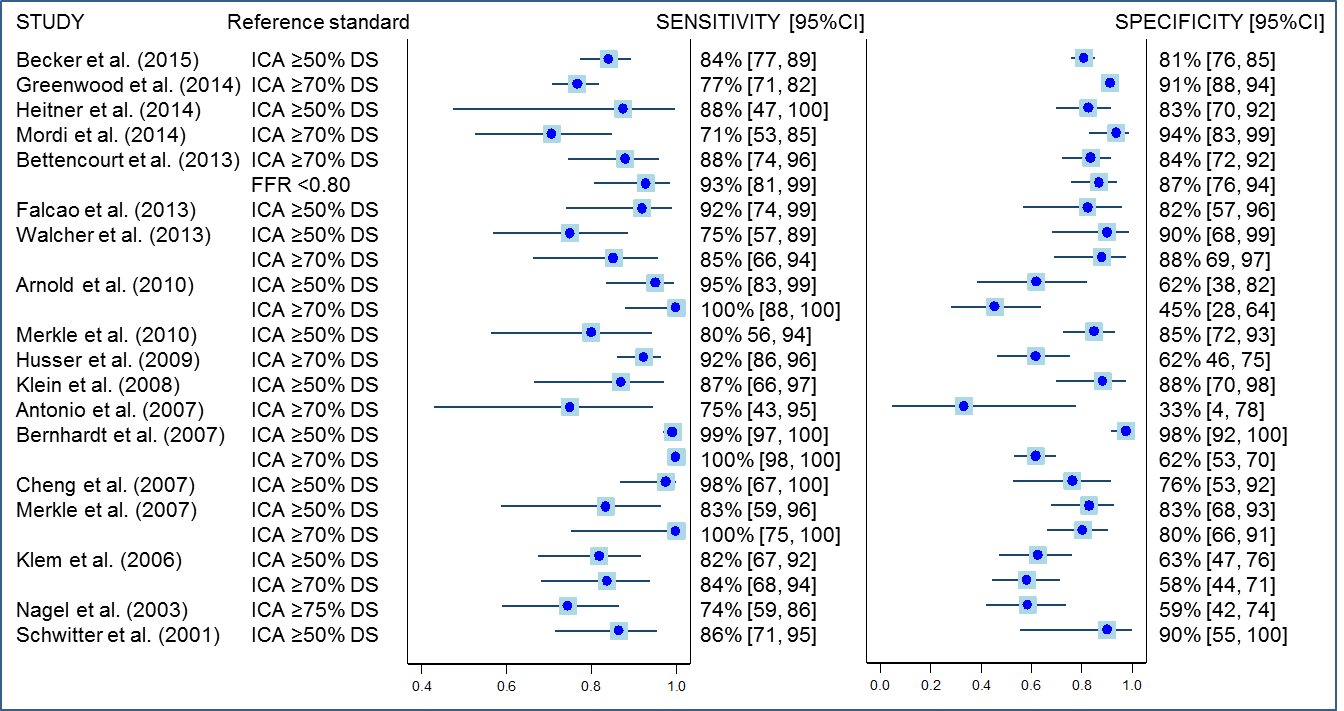 STUDY Reference standard SENSITIVITY [95%CI] SPECIFICITY [95%CI]
Becker et al. (2015) ICA ≥50% DS 84% [77, 89] 81% [76, 85]
Greenwood et al. (2014) ICA ≥70% DS 77% [71, 82] 91% [88, 94]
Heitner et al. (2014) ICA ≥50% DS 88% [47, 100] 83% [70, 92]
Mordi et al. (2014) ICA ≥70% DS 71% [53, 85] 94% [83, 99]
Bettencourt et al. (2013) ICA ≥70% DS 88% [74, 96] 84% [72, 92]
FFR <0.80 93% [81, 99] 87% [76, 94]
Falcao et al. (2013) ICA ≥50% DS 92% [74, 99] 82% [57, 96]
Walcher et al. (2013) ICA ≥50% DS 75% [57, 89] 90% [68, 99]
ICA ≥70% DS 85% [66, 94] 88% 69, 97]
Arnold et al. (2010) ICA ≥50% DS 95% [83, 99] 62% [38, 82]
ICA ≥70% DS 100% [88, 100] 45% [28, 64]
Merkle et al. (2010) ICA ≥50% DS 80% 56, 94] 85% [72, 93]
Husser et al. (2009) ICA ≥70% DS 92% [86, 96] 62% 46, 75]
Klein et al. (2008) ICA ≥50% DS 87% [66, 97] 88% [70, 98]
Antonio et al. (2007) ICA ≥70% DS 75% [43, 95] 33% [4, 78]
Bernhardt et al. (2007) ICA ≥50% DS 99% [97, 100] 98% [92, 100]
ICA ≥70% DS 100% [98, 100] 62% [53, 70]
Cheng et al. (2007) ICA ≥50% DS 98% [67, 100] 76% [53, 92]
Merkle et al. (2007) ICA ≥50% DS 83% [59, 96] 83% [68, 93]
ICA ≥70% DS 100% [75, 100] 80% [66, 91]
Klem et al. (2006) ICA ≥50% DS 82% [67, 92] 63% [47, 76]
ICA ≥70% DS 84% [68, 94] 58% [44, 71]
Nagel et al. (2003) ICA ≥75% DS 74% [59, 86] 59% [42, 74]
Schwitter et al. (2001) ICA ≥50% DS 86% [71, 95] 90% [55, 100]
0.4 0.6 0.8 1.0 0.0 0.2 0.4 0.6 0.8 1.0